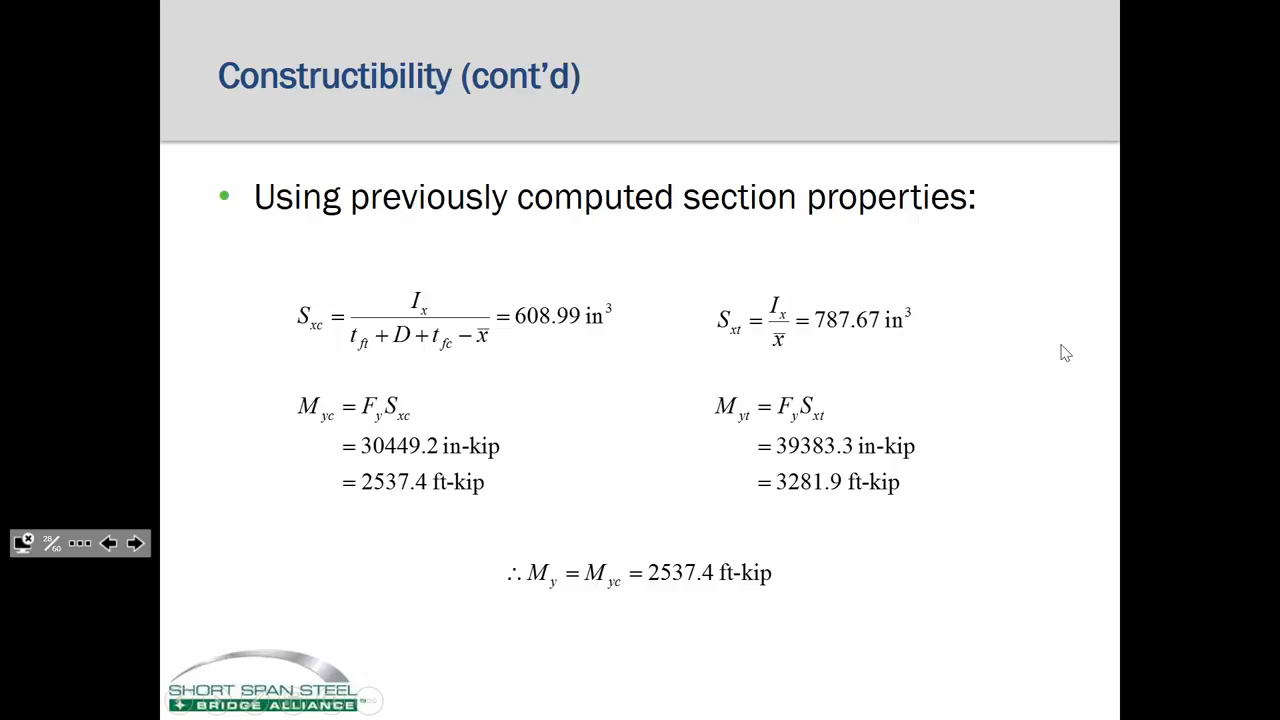 Constructibility (cont’d)
• Using previously computed section properties:
S_xc = I_x / (t_ft + D + t_fc − x̅) = 608.99 in³
S_xt = I_x / x̅ = 787.67 in³
M_yc = F_y S_xc
= 30449.2 in-kip
= 2537.4 ft-kip
M_yt = F_y S_xt
= 39383.3 in-kip
= 3281.9 ft-kip
∴ M_y = M_yc = 2537.4 ft-kip
28/60
SHORT SPAN STEEL
BRIDGE ALLIANCE